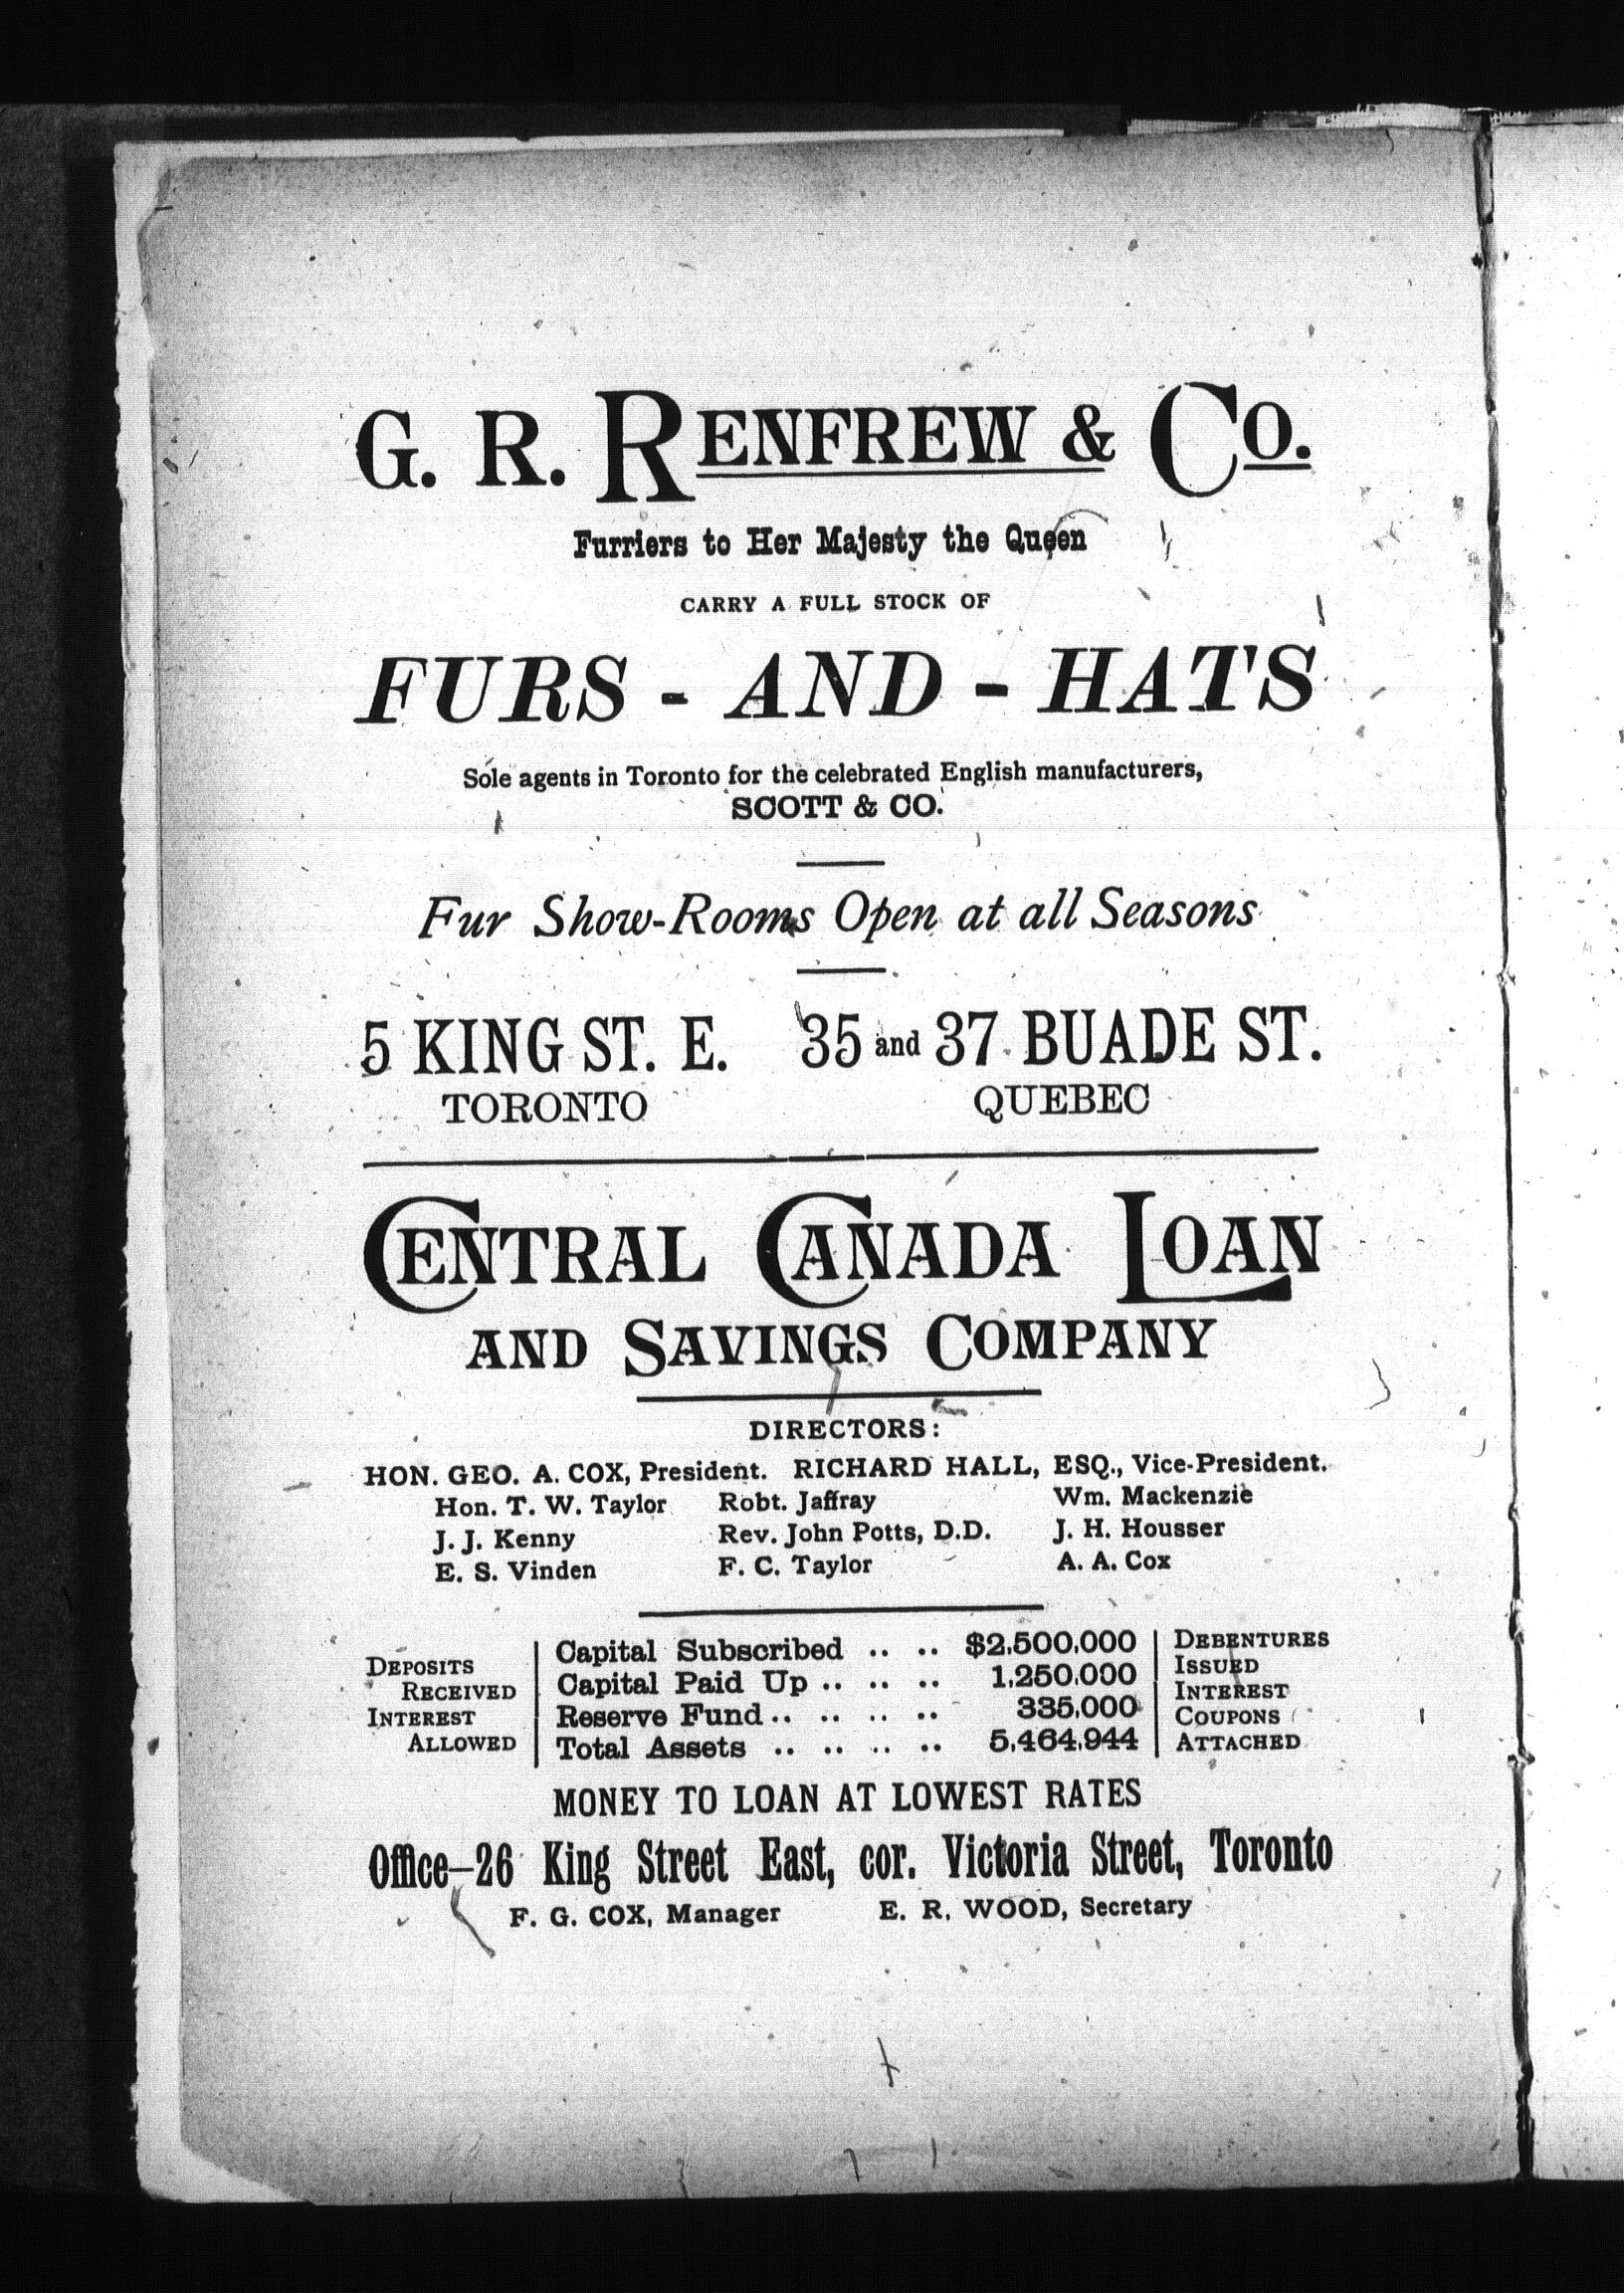 G. R. RENFREW & CO.
Furriers to Her Majesty the Queen
CARRY A FULL STOCK OF
FURS - AND - HATS
Sole agents in Toronto for the celebrated English manufacturers,
SCOTT & CO.
Fur Show-Rooms Open at all Seasons
5 KING ST. E. 35 and 37 BUADE ST.
TORONTO QUEBEC
CENTRAL CANADA LOAN
AND SAVINGS COMPANY
DIRECTORS:
HON. GEO. A. COX, President. RICHARD HALL, ESQ., Vice-President.
Hon. T. W. Taylor Robt. Jaffray Wm. Mackenzie
J. J. Kenny Rev. John Potts, D.D. J. H. Housser
E. S. Vinden F. C. Taylor A. A. Cox
DEPOSITS
RECEIVED
INTEREST
ALLOWED
Capital Subscribed .. .. $2,500,000
Capital Paid Up .. .. .. 1,250,000
Reserve Fund .. .. .. .. 335,000
Total Assets .. .. .. .. 5,464,944
DEBENTURES
ISSUED
INTEREST
COUPONS
ATTACHED
MONEY TO LOAN AT LOWEST RATES
Office—26 King Street East, cor. Victoria Street, Toronto
F. G. COX, Manager E. R. WOOD, Secretary